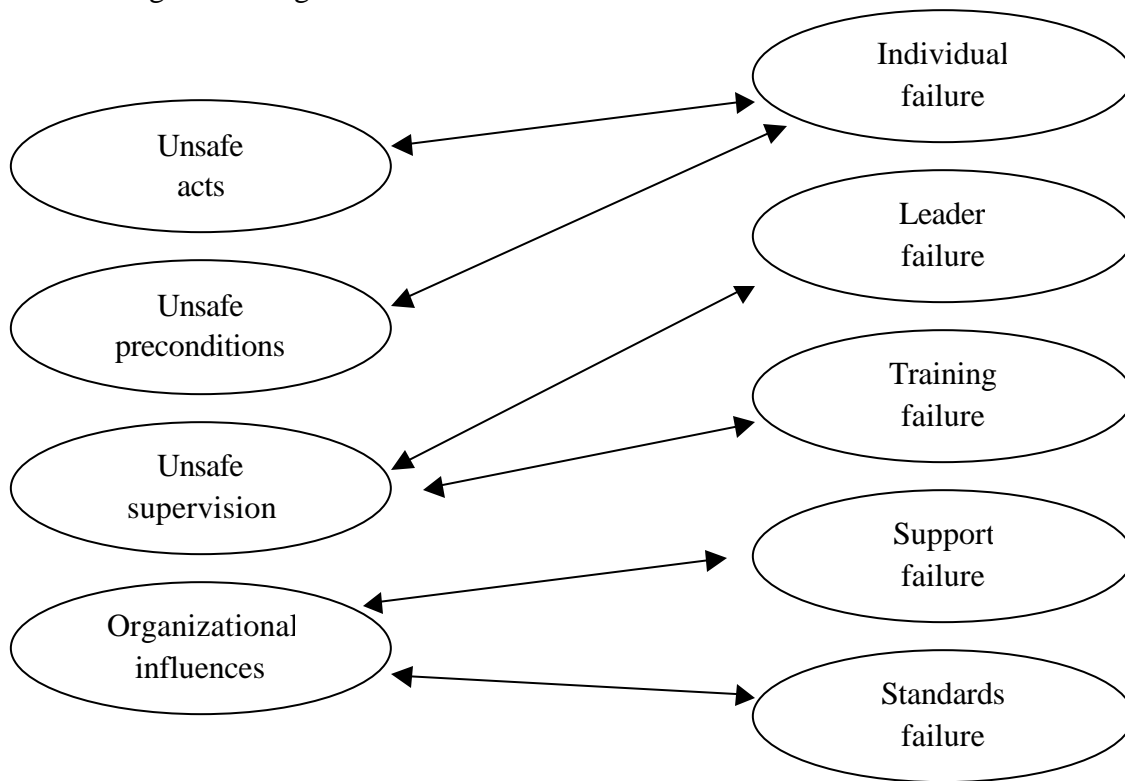 Individual
failure
Unsafe
acts
Leader
failure
Unsafe
preconditions
Training
failure
Unsafe
supervision
Support
failure
Organizational
influences
Standards
failure